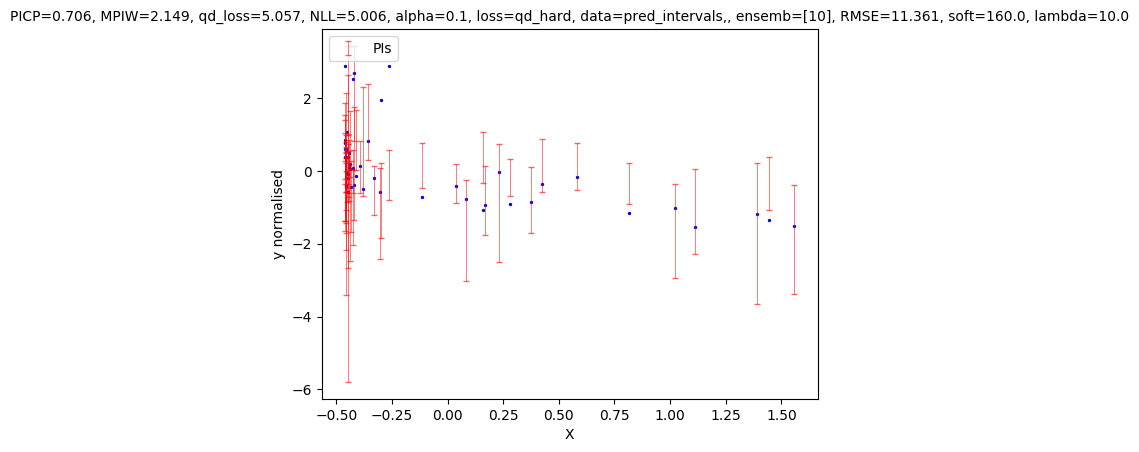 PICP=0.706, MPIW=2.149, qd_loss=5.057, NLL=5.006, alpha=0.1, loss=qd_hard, data=pred_intervals,, ensemb=[10], RMSE=11.361, soft=160.0, lambda=10.0
PIs
2
0
−2
−4
−6
y normalised
−0.50 −0.25 0.00 0.25 0.50 0.75 1.00 1.25 1.50
X